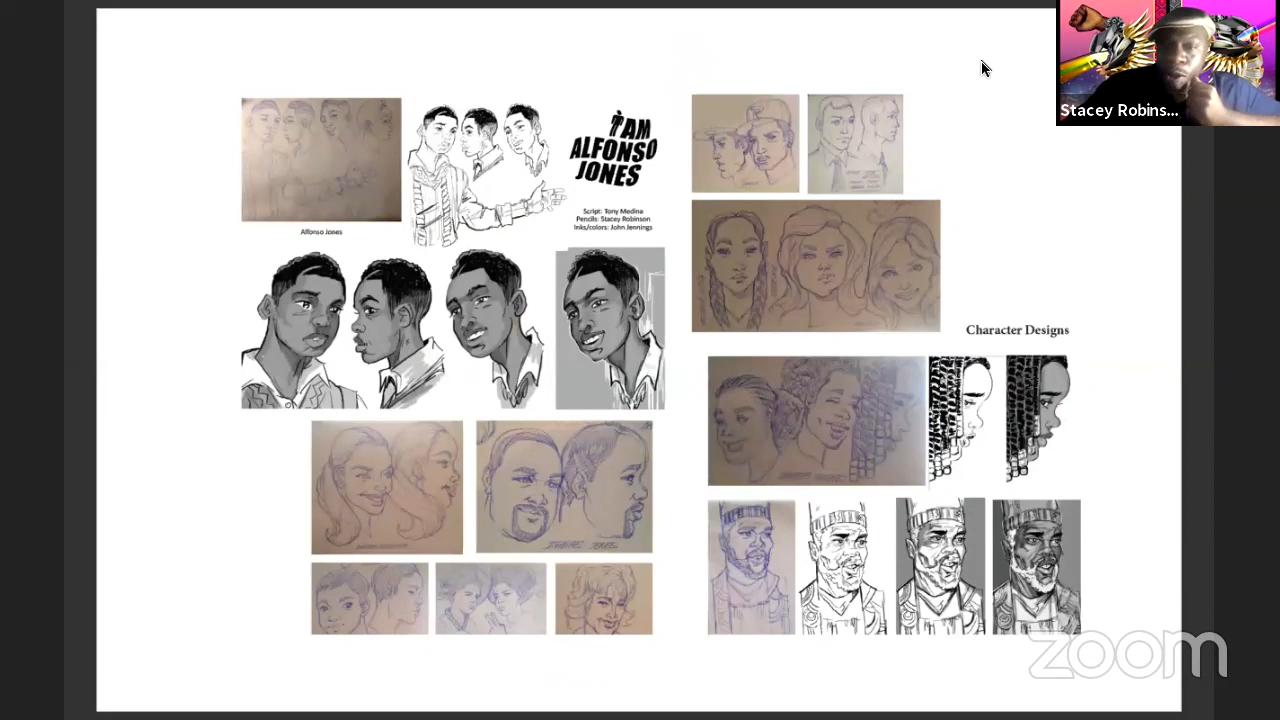 Stacey Robins...
I AM
ALFONSO
JONES
Script: Tony Medina
Pencils: Stacey Robinson
Inks/colors: John Jennings
Alfonso Jones
Character Designs
zoom